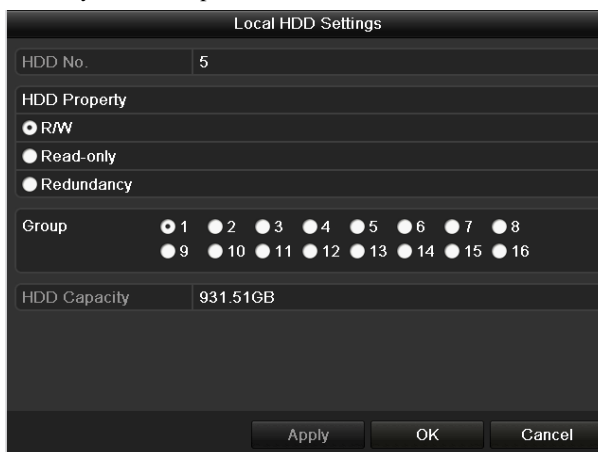 Local HDD Settings
HDD No. 5
HDD Property
R/W
Read-only
Redundancy
Group 1 2 3 4 5 6 7 8
9 10 11 12 13 14 15 16
HDD Capacity 931.51GB
Apply OK Cancel